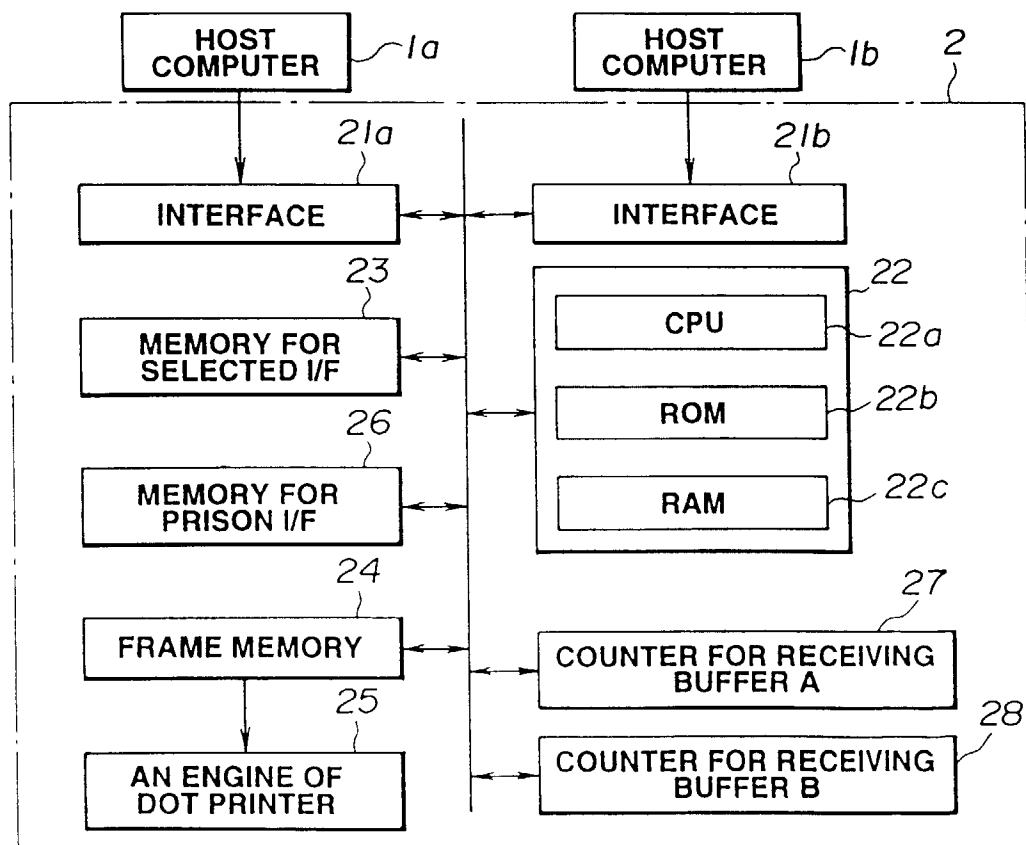 HOST
COMPUTER
1a
HOST
COMPUTER
1b
2
21a
INTERFACE
21b
INTERFACE
23
MEMORY FOR
SELECTED I/F
22
CPU
22a
ROM
22b
RAM
22c
26
MEMORY FOR
PRISON I/F
24
FRAME MEMORY
25
AN ENGINE OF
DOT PRINTER
27
COUNTER FOR RECEIVING
BUFFER A
28
COUNTER FOR RECEIVING
BUFFER B